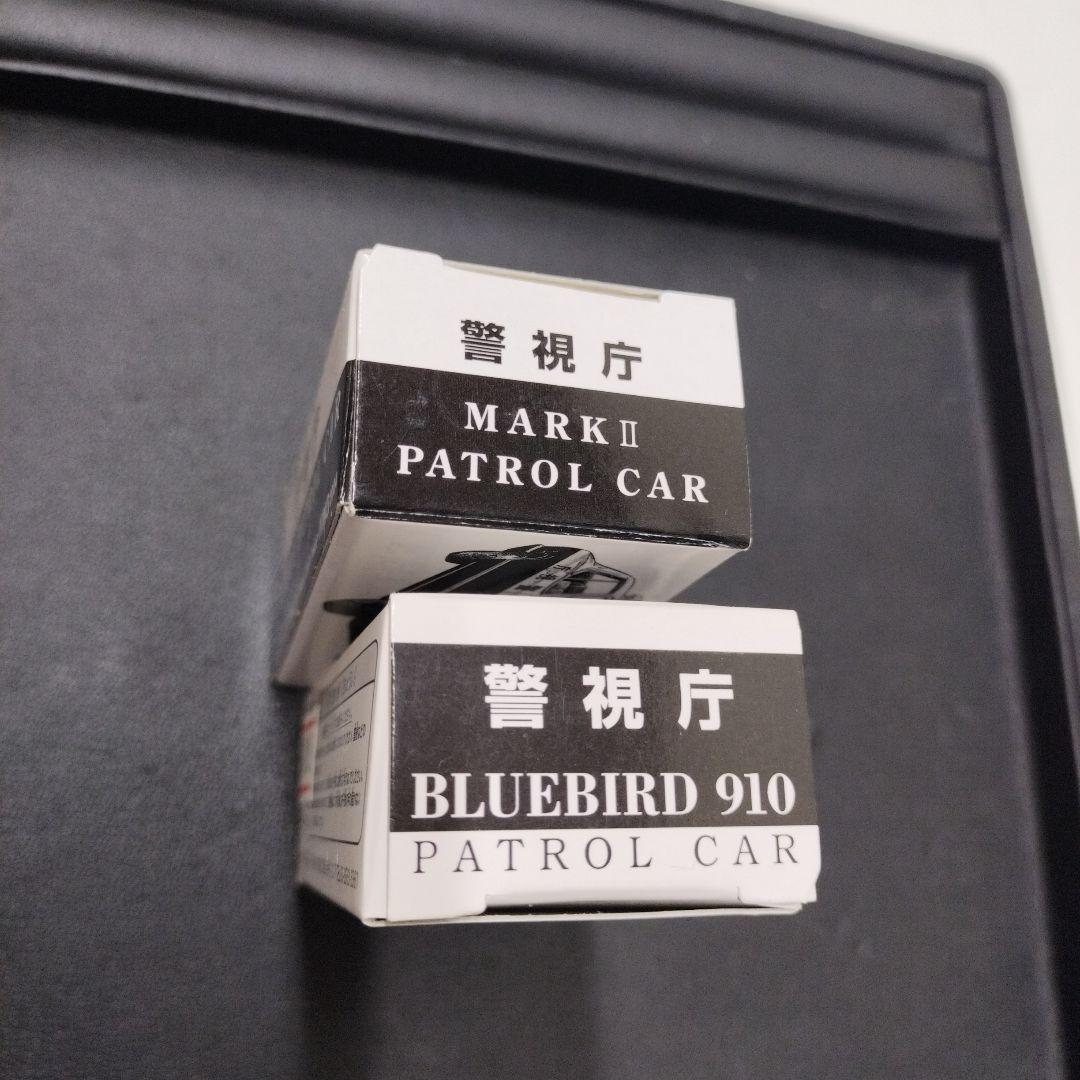 警視庁
MARKⅡ
PATROL CAR
警視庁
BLUEBIRD 910
PATROL CAR